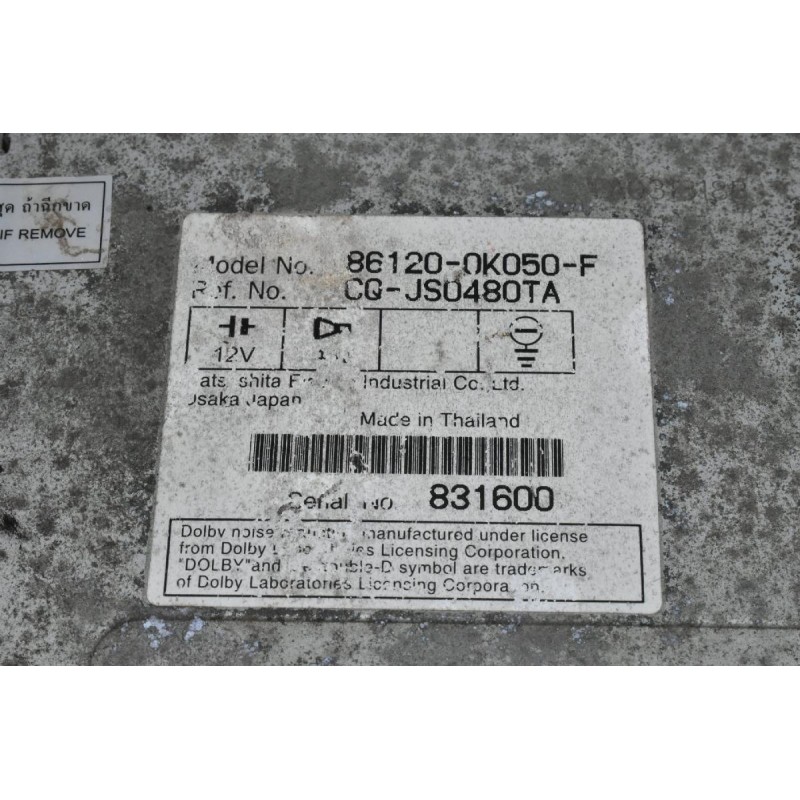 ถ้าฉีกขาด
IF REMOVE
Model No. 86120-0K050-F
Ref. No. CQ-JS0480TA
12V
Industrial Co., Ltd.
Osaka Japan
Made in Thailand
Serial No. 831600
Dolby noise manufactured under license
from Dolby Licensing Corporation.
"DOLBY" and double-D symbol are trademarks
of Dolby Laboratories Licensing Corporation.